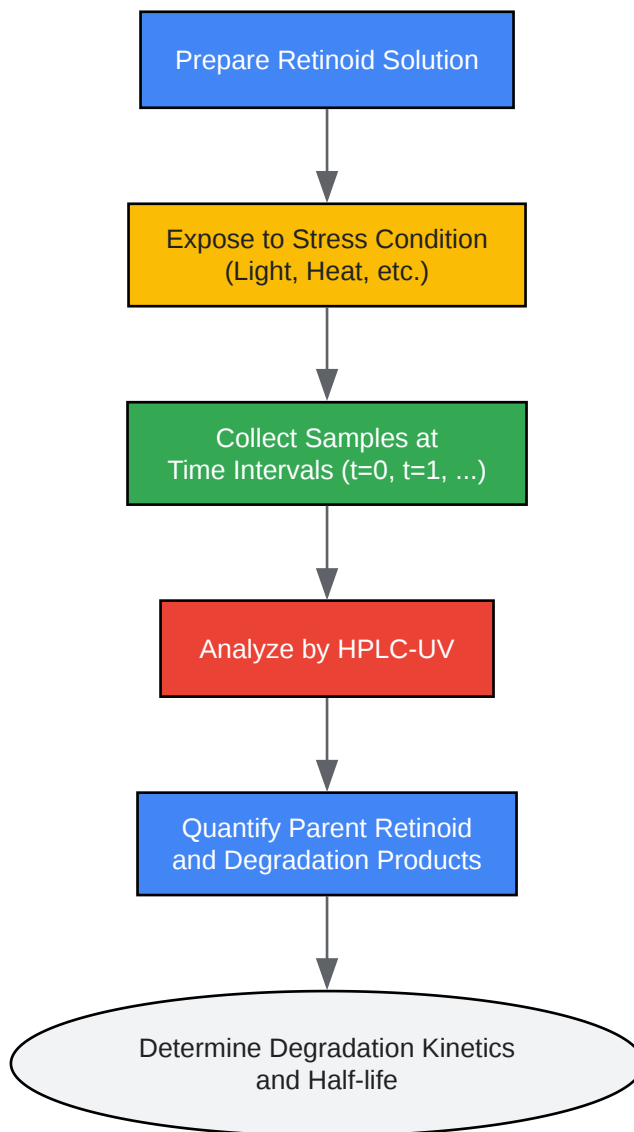 Prepare Retinoid Solution
Expose to Stress Condition
(Light, Heat, etc.)
Collect Samples at
Time Intervals (t=0, t=1, ...)
Analyze by HPLC-UV
Quantify Parent Retinoid
and Degradation Products
Determine Degradation Kinetics
and Half-life